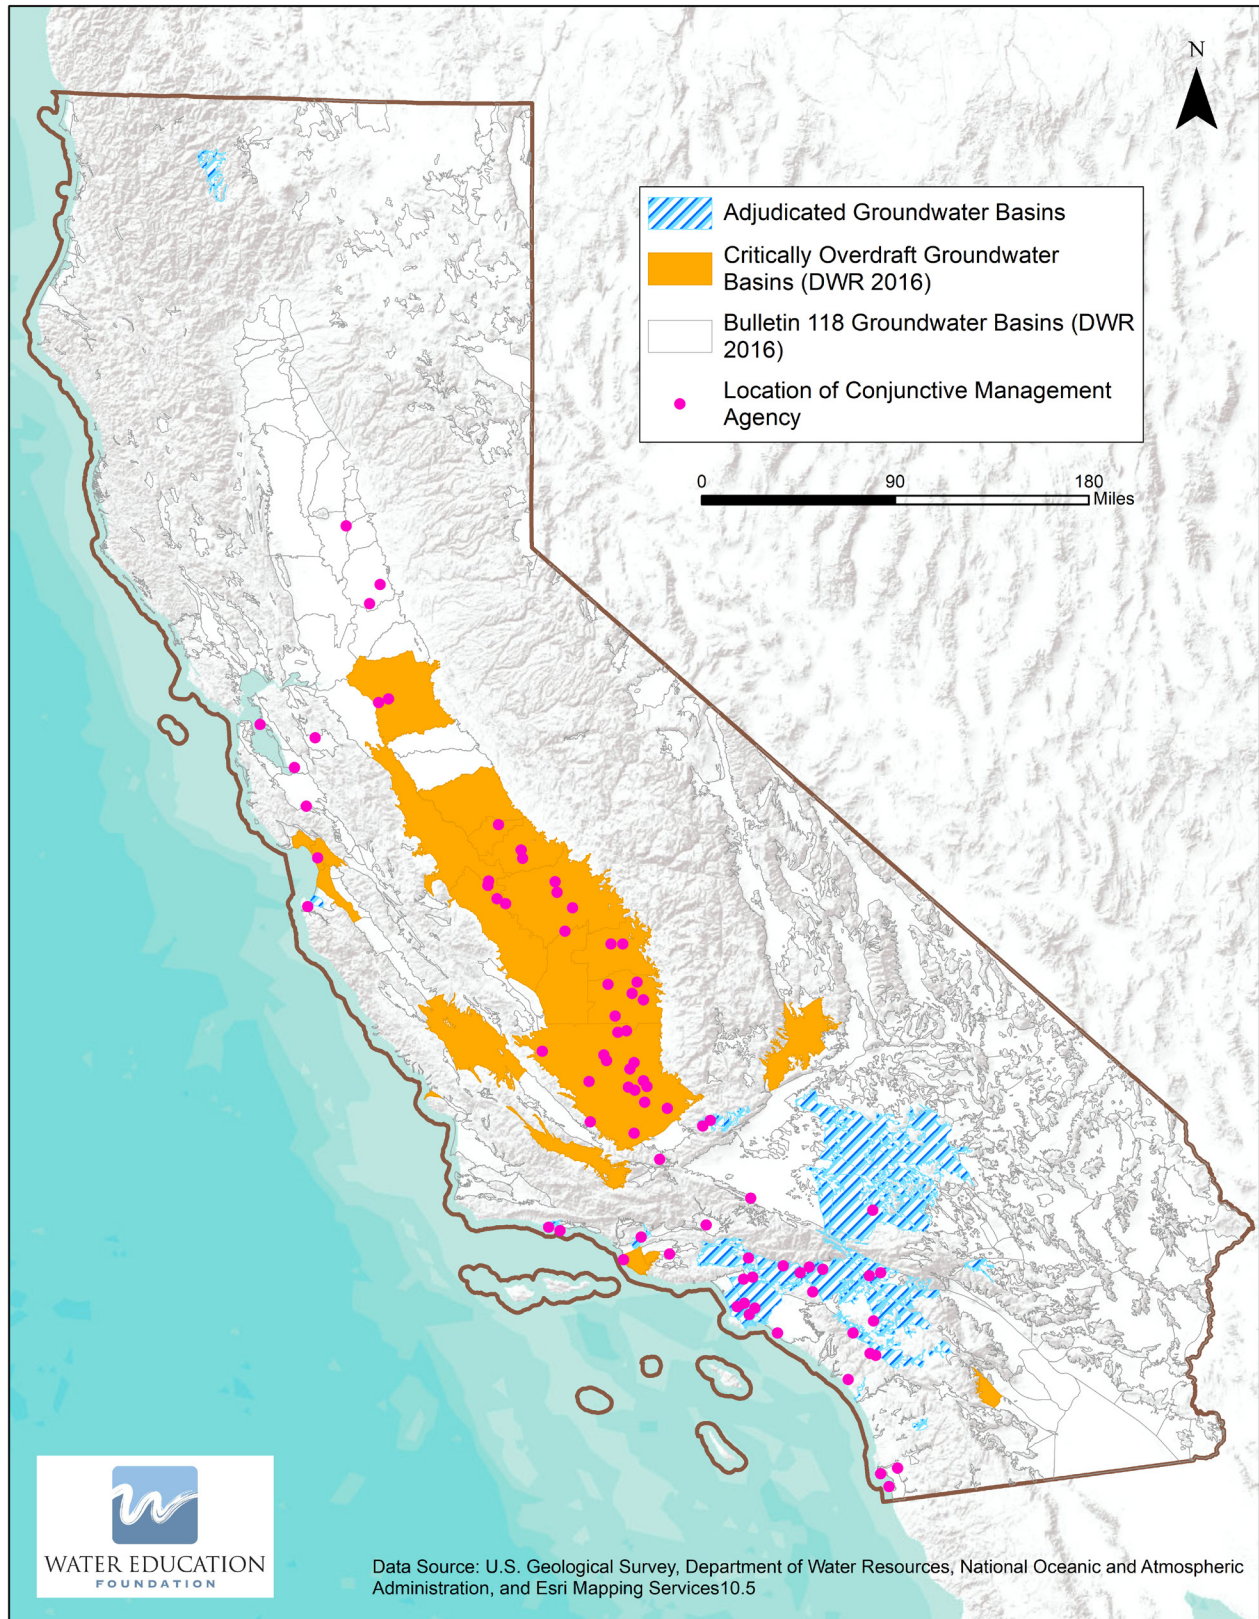 N
Adjudicated Groundwater Basins
Critically Overdraft Groundwater
Basins (DWR 2016)
Bulletin 118 Groundwater Basins (DWR
2016)
Location of Conjunctive Management
Agency
0 90 180
Miles
WATER EDUCATION
FOUNDATION
Data Source: U.S. Geological Survey, Department of Water Resources, National Oceanic and Atmospheric
Administration, and Esri Mapping Services10.5